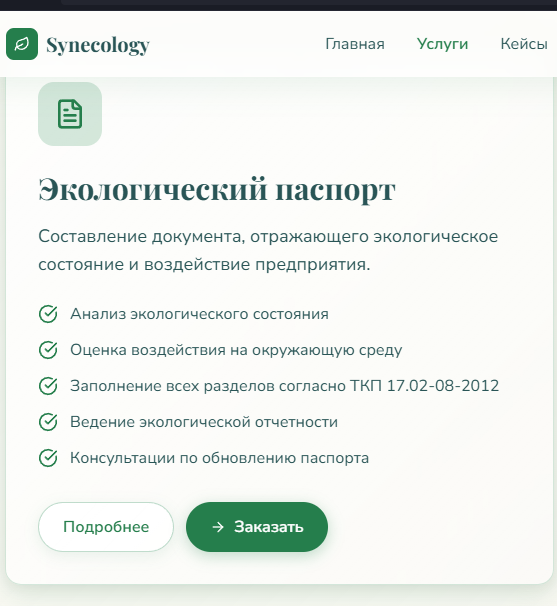 Synecology
Главная Услуги Кейсы
Экологический паспорт
Составление документа, отражающего экологическое
состояние и воздействие предприятия.
Анализ экологического состояния
Оценка воздействия на окружающую среду
Заполнение всех разделов согласно ТКП 17.02-08-2012
Ведение экологической отчетности
Консультации по обновлению паспорта
Подробнее
→ Заказать